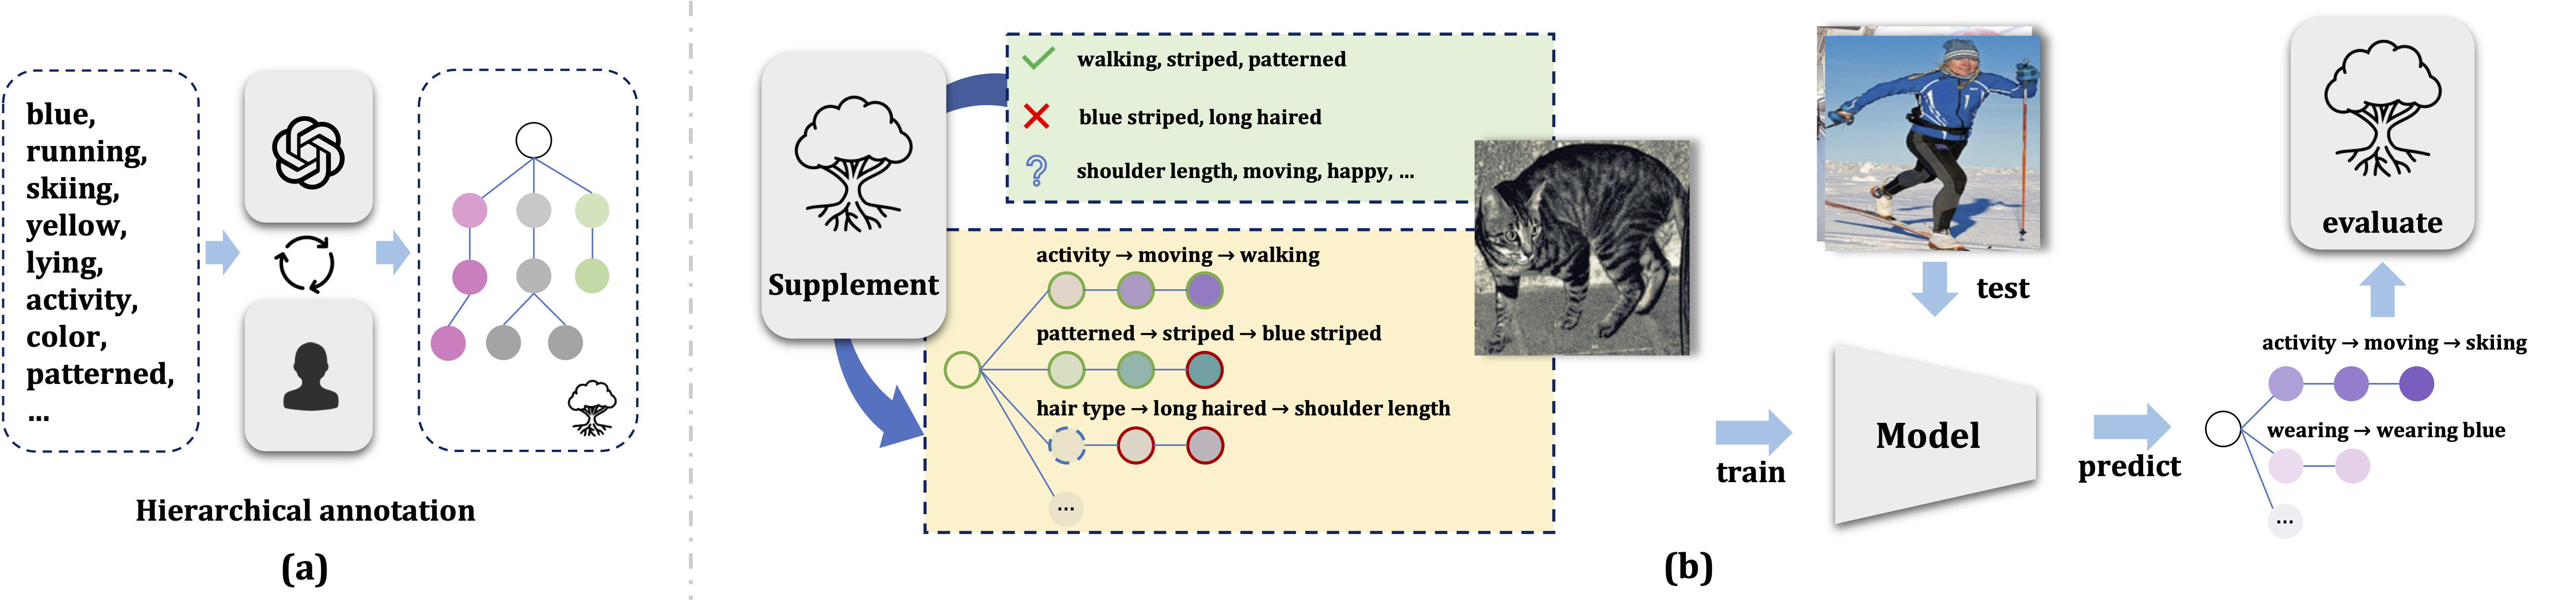 blue,
running,
skiing,
yellow,
lying,
activity,
color,
patterned,
...
Hierarchical annotation
(a)
Supplement
walking, striped, patterned
blue striped, long haired
?
shoulder length, moving, happy, ...
activity → moving → walking
patterned → striped → blue striped
hair type → long haired → shoulder length
...
train
test
Model
predict
evaluate
activity → moving → skiing
wearing → wearing blue
...
(b)